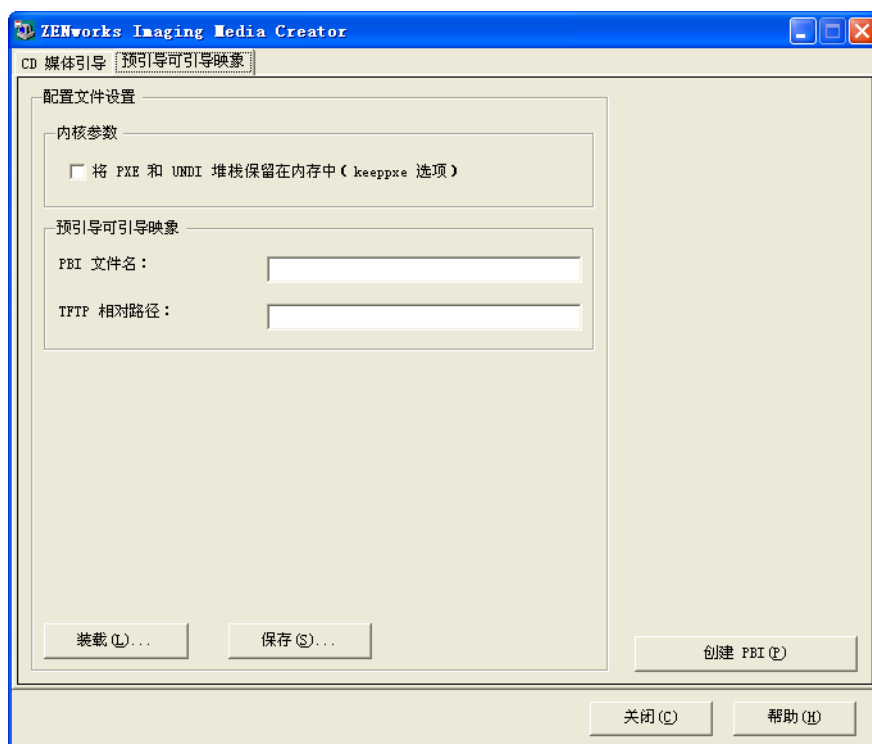 ZENworks Imaging Media Creator
CD 媒体引导 预引导可引导映象
配置文件设置
内核参数
将 PXE 和 UNDI 堆栈保留在内存中( keeppxe 选项)
预引导可引导映象
PBI 文件名:
TFTP 相对路径:
装载(L)...
保存(S)...
创建 PBI(P)
关闭(C)
帮助(H)